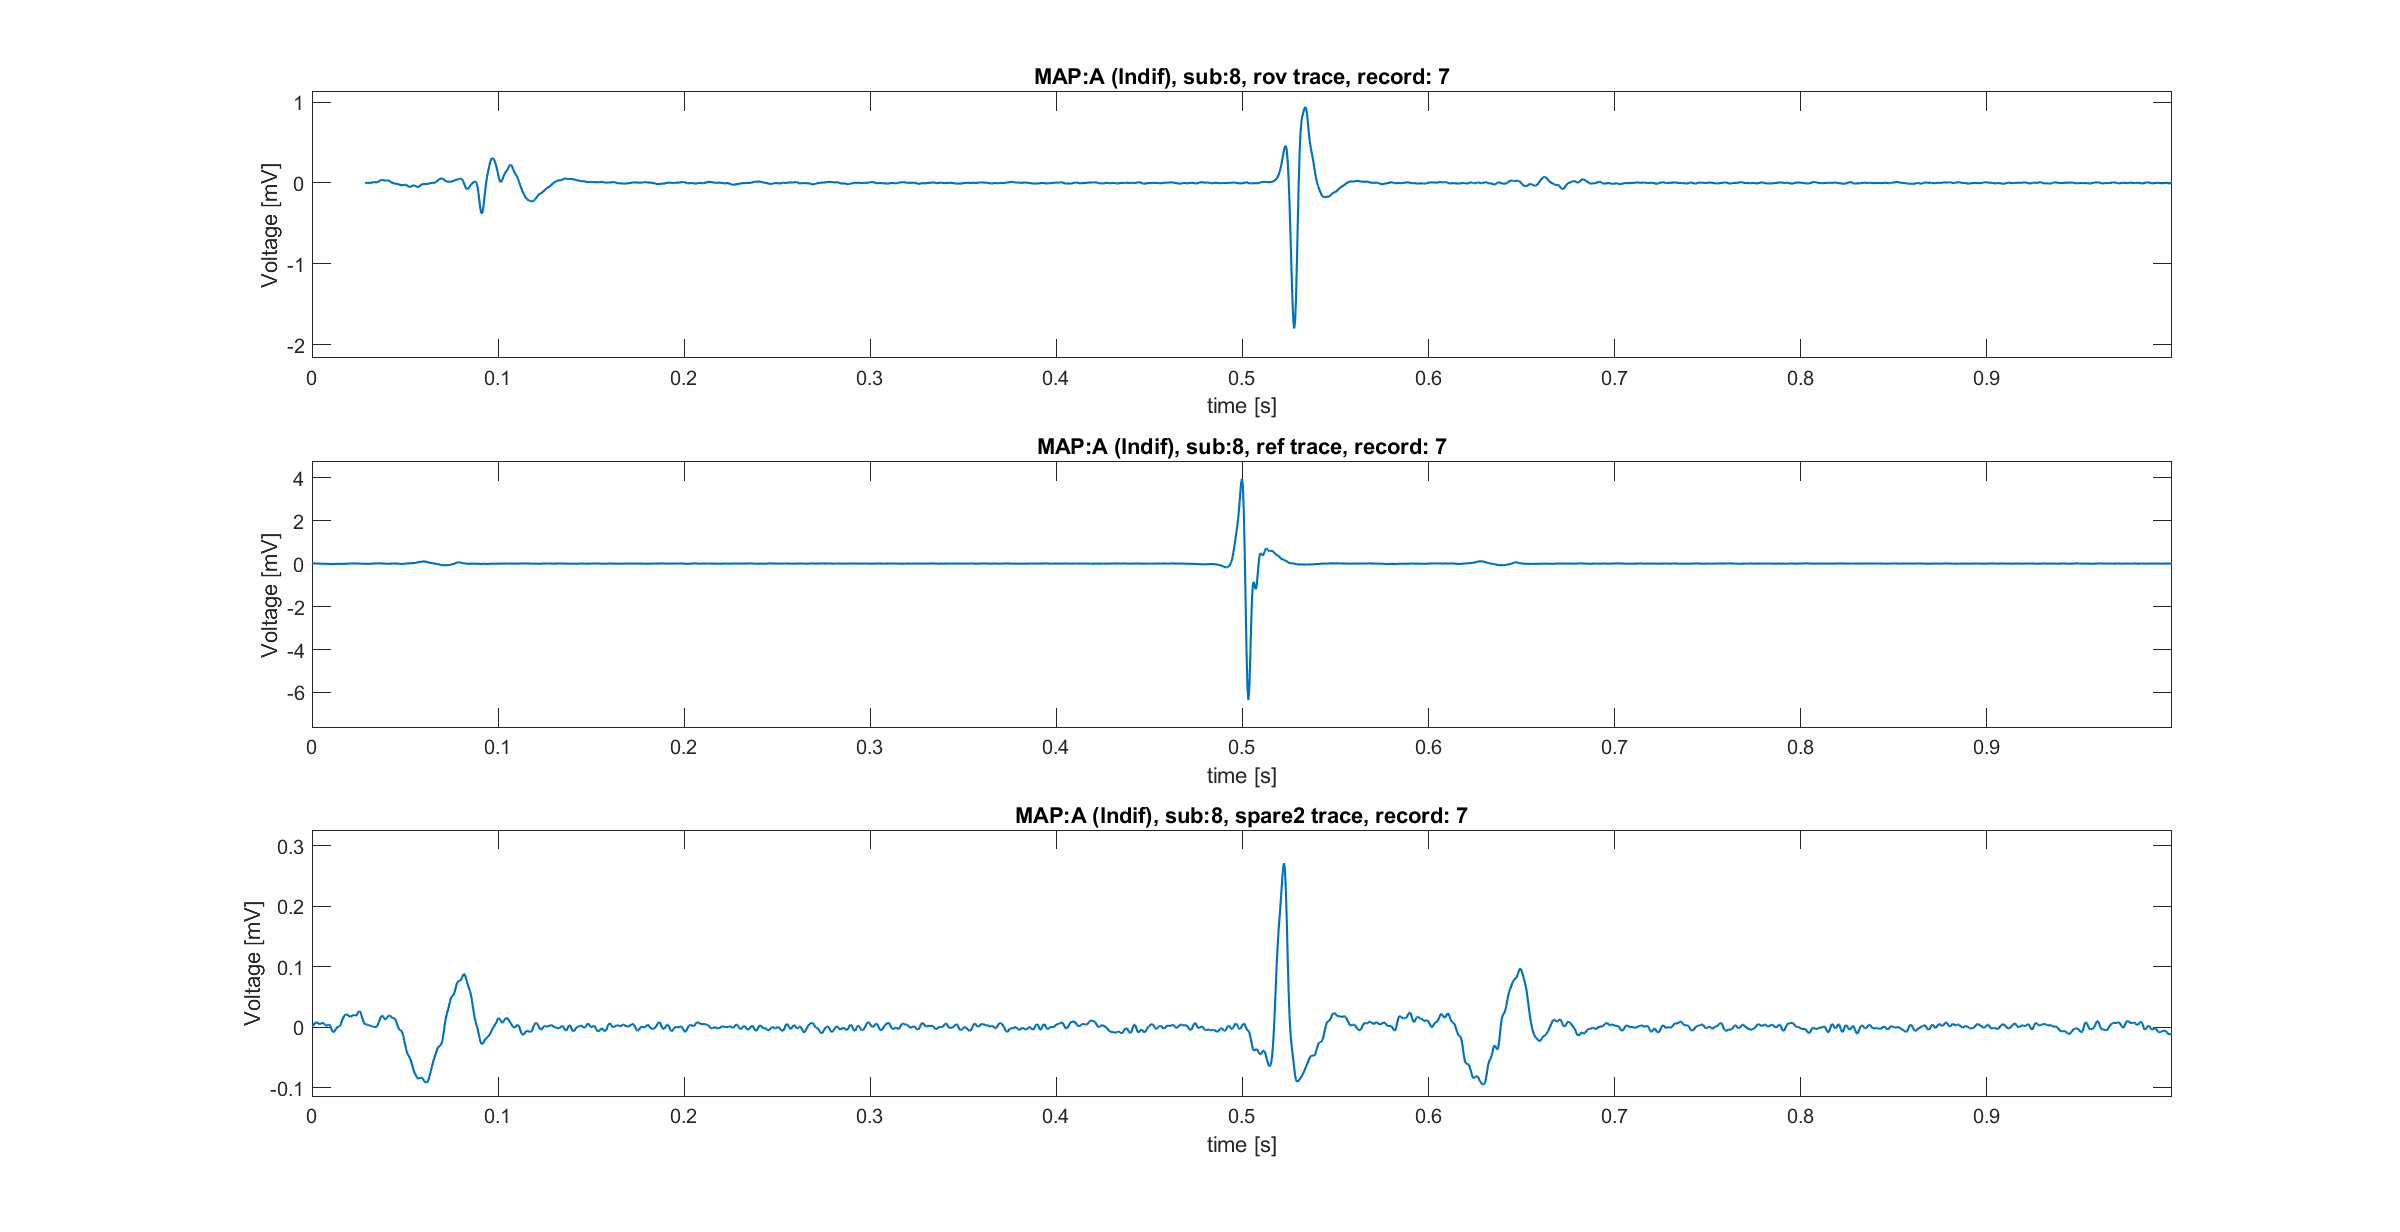 MAP:A (Indif), sub:8, rov trace, record: 7
Voltage [mV]
1
0
-1
-2
0 0.1 0.2 0.3 0.4 0.5 0.6 0.7 0.8 0.9
time [s]
MAP:A (Indif), sub:8, ref trace, record: 7
Voltage [mV]
4
2
0
-2
-4
-6
0 0.1 0.2 0.3 0.4 0.5 0.6 0.7 0.8 0.9
time [s]
MAP:A (Indif), sub:8, spare2 trace, record: 7
Voltage [mV]
0.3
0.2
0.1
0
-0.1
0 0.1 0.2 0.3 0.4 0.5 0.6 0.7 0.8 0.9
time [s]